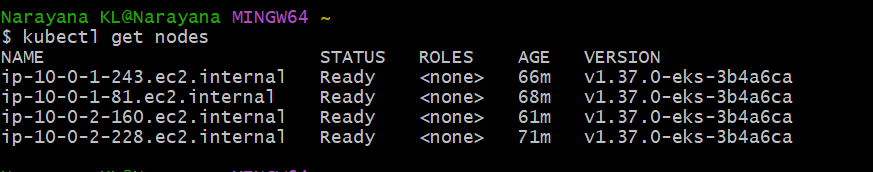 Narayana KL@Narayana MINGW64 ~
$ kubectl get nodes
NAME                         STATUS   ROLES    AGE   VERSION
ip-10-0-1-243.ec2.internal   Ready    <none>   66m   v1.37.0-eks-3b4a6ca
ip-10-0-1-81.ec2.internal    Ready    <none>   68m   v1.37.0-eks-3b4a6ca
ip-10-0-2-160.ec2.internal   Ready    <none>   61m   v1.37.0-eks-3b4a6ca
ip-10-0-2-228.ec2.internal   Ready    <none>   71m   v1.37.0-eks-3b4a6ca